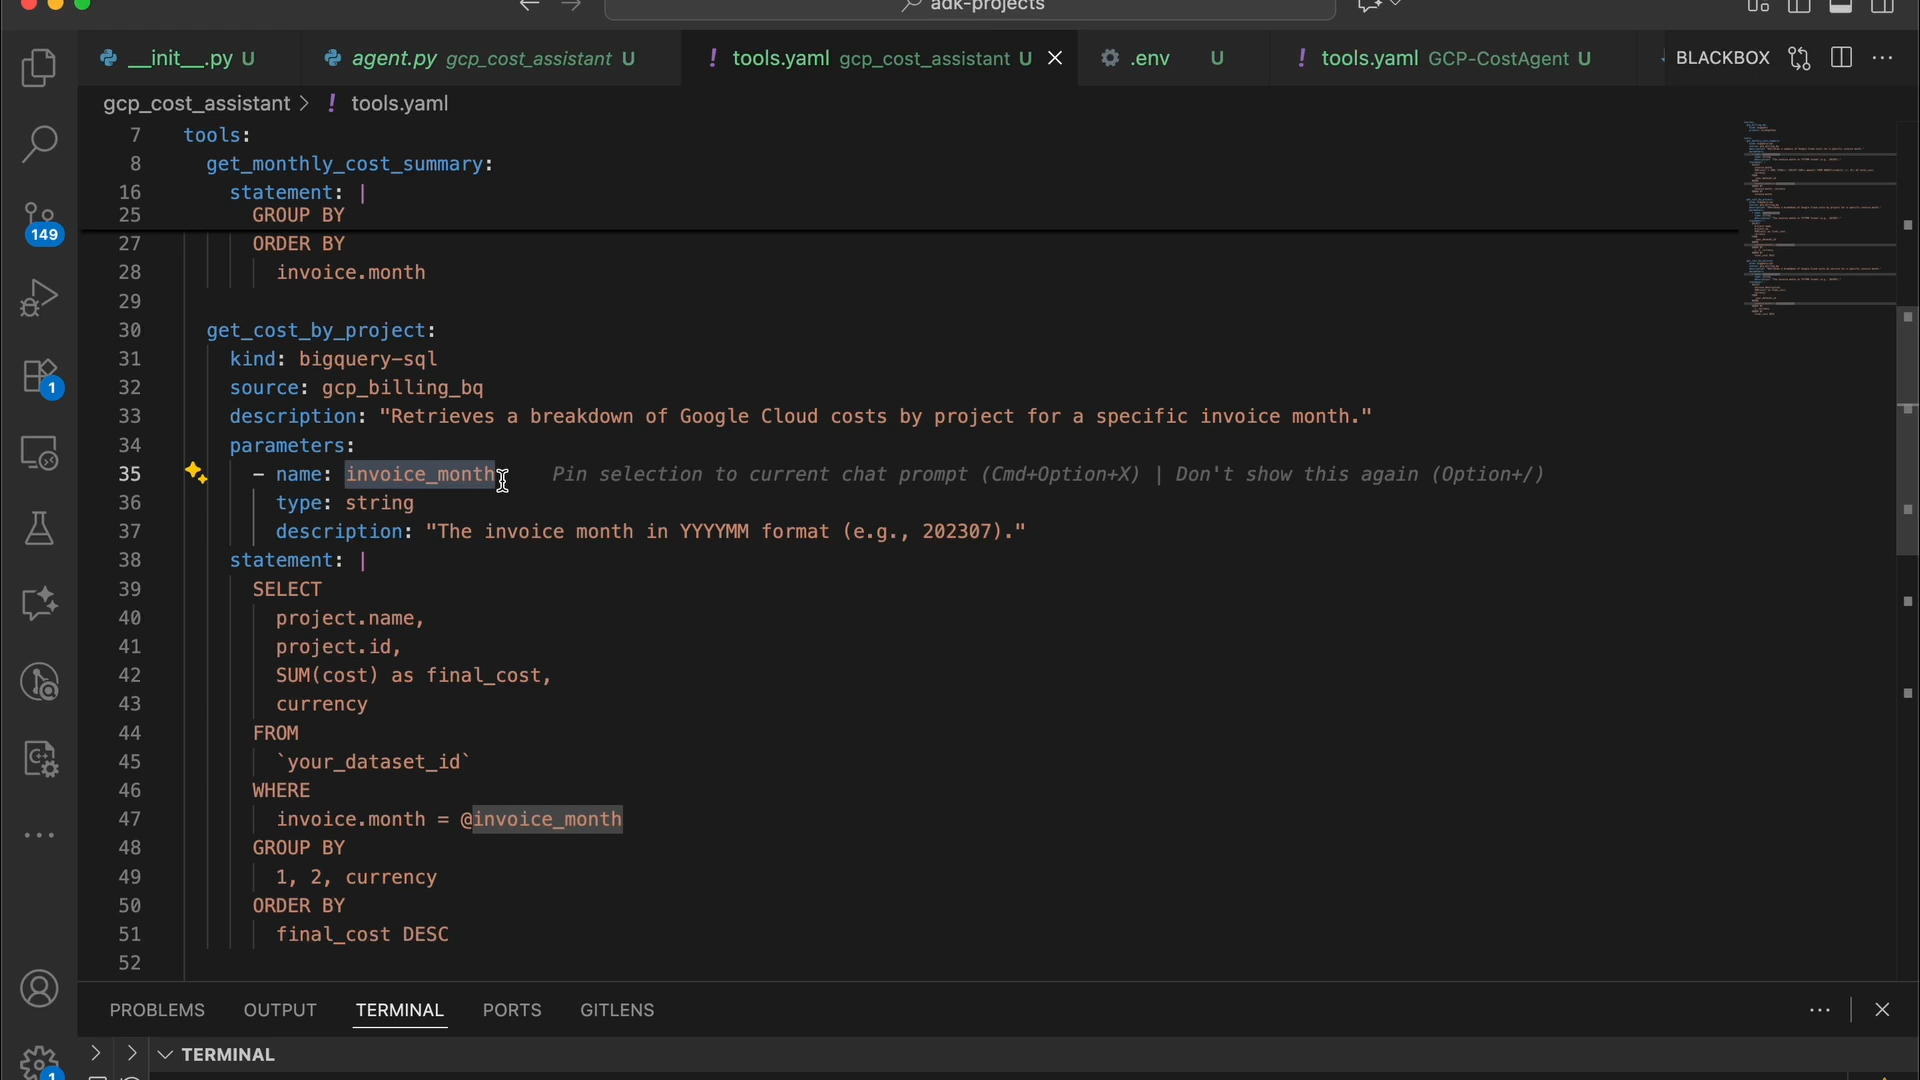 adk-projects
__init__.py U
agent.py gcp_cost_assistant U
! tools.yaml gcp_cost_assistant U
.env U
! tools.yaml GCP-CostAgent U
BLACKBOX
gcp_cost_assistant > ! tools.yaml
7 tools:
8 get_monthly_cost_summary:
16 statement: |
25 GROUP BY
27 ORDER BY
28 invoice.month
29
30 get_cost_by_project:
31 kind: bigquery-sql
32 source: gcp_billing_bq
33 description: "Retrieves a breakdown of Google Cloud costs by project for a specific invoice month."
34 parameters:
35 - name: invoice_month Pin selection to current chat prompt (Cmd+Option+X) | Don't show this again (Option+/)
36 type: string
37 description: "The invoice month in YYYYMM format (e.g., 202307)."
38 statement: |
39 SELECT
40 project.name,
41 project.id,
42 SUM(cost) as final_cost,
43 currency
44 FROM
45 `your_dataset_id`
46 WHERE
47 invoice.month = @invoice_month
48 GROUP BY
49 1, 2, currency
50 ORDER BY
51 final_cost DESC
52
149
1
PROBLEMS OUTPUT TERMINAL PORTS GITLENS
TERMINAL
1